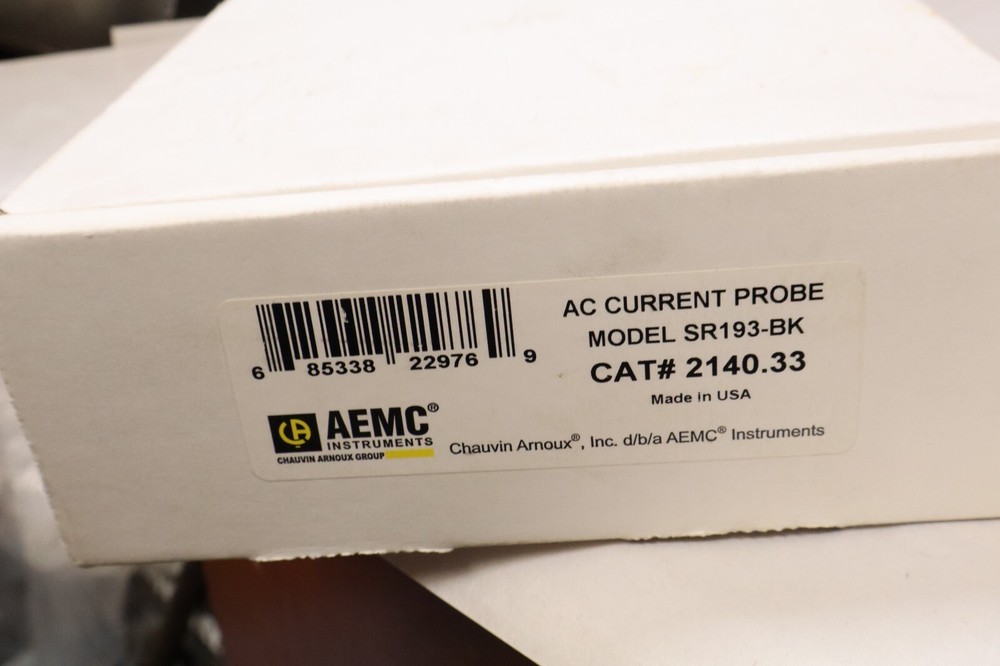 6 85338 22976 9
AC CURRENT PROBE
MODEL SR193-BK
CAT# 2140.33
Made in USA
CA
AEMC®
INSTRUMENTS
CHAUVIN ARNOUX GROUP
Chauvin Arnoux®, Inc. d/b/a AEMC® Instruments